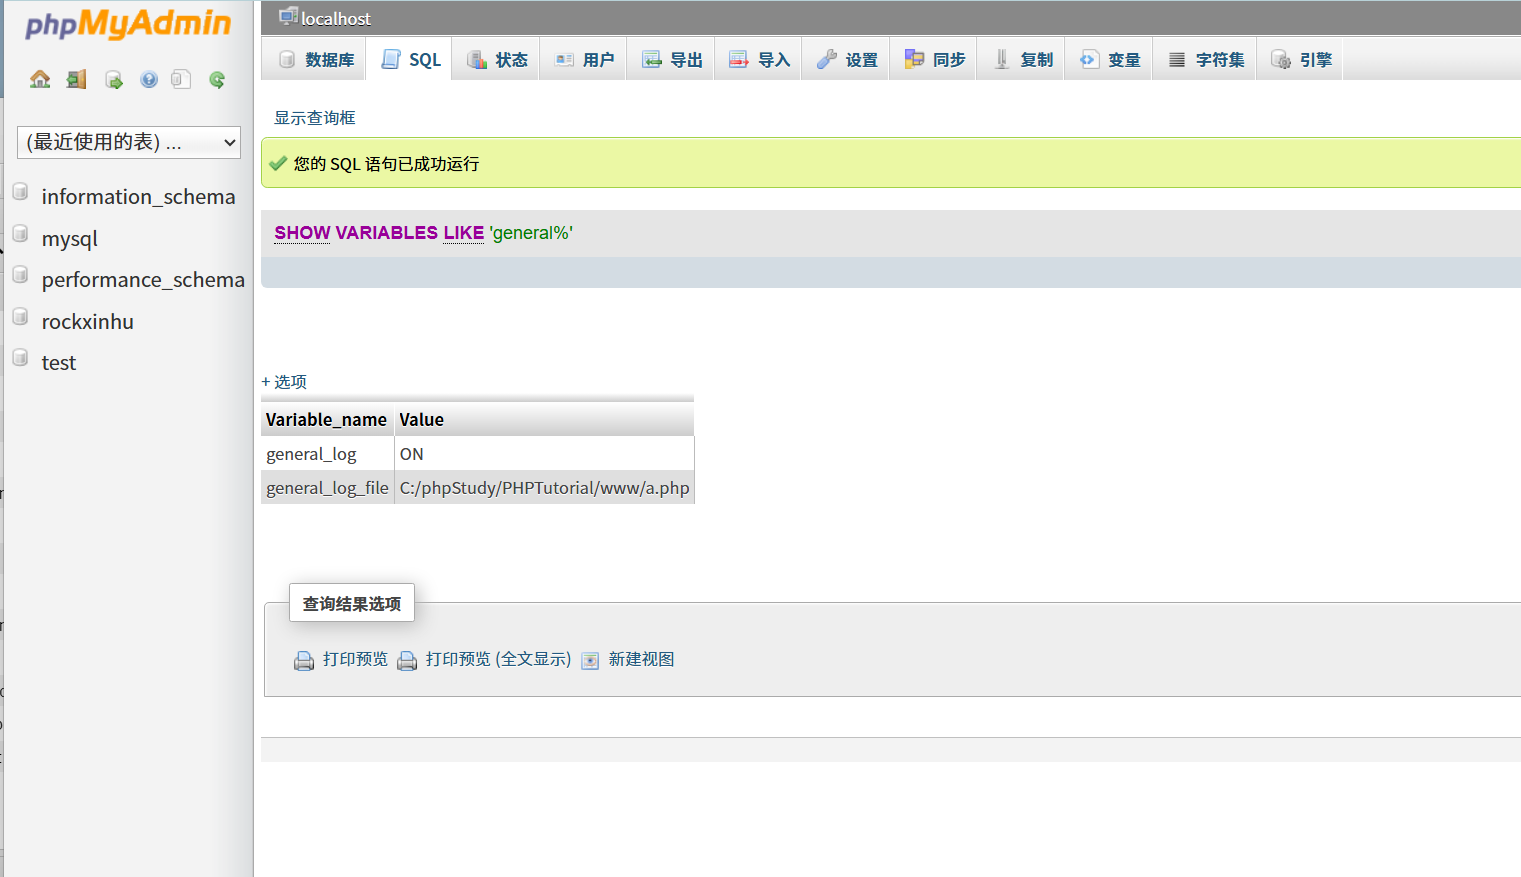 phpMyAdmin
(最近使用的表) ...
information_schema
mysql
performance_schema
rockxinhu
test
localhost
数据库 SQL 状态 用户 导出 导入 设置 同步 复制 变量 字符集 引擎
显示查询框
您的 SQL 语句已成功运行
SHOW VARIABLES LIKE 'general%'
+ 选项
Variable_name Value
general_log ON
general_log_file C:/phpStudy/PHPTutorial/www/a.php
查询结果选项
打印预览 打印预览 (全文显示) 新建视图